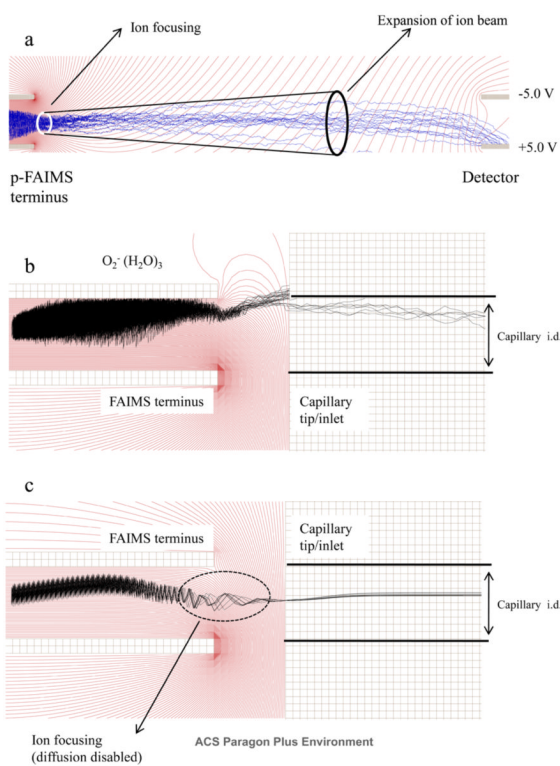 a
Ion focusing
Expansion of ion beam
-5.0 V
+5.0 V
p-FAIMS
terminus
Detector
b
O₂⁻ (H₂O)₃
Capillary i.d.
FAIMS terminus
Capillary
tip/inlet
c
FAIMS terminus
Capillary
tip/inlet
Capillary i.d.
Ion focusing
(diffusion disabled)
ACS Paragon Plus Environment